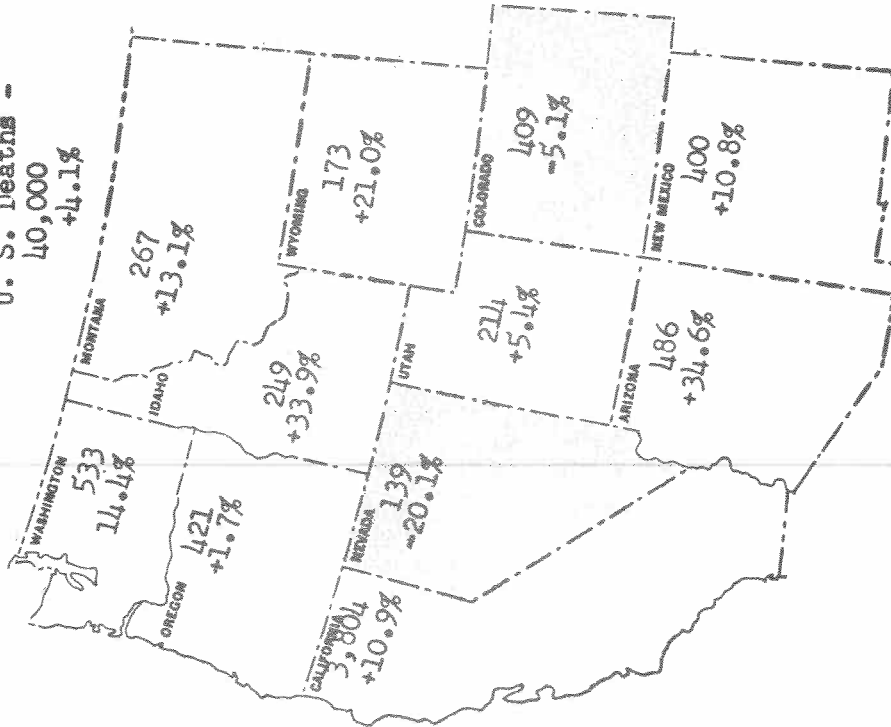 U. S. Deaths -
40,000
+4.1%
WASHINGTON
533
14.4%
MONTANA
267
+13.1%
IDAHO
249
+33.9%
OREGON
421
+1.7%
WYOMING
173
+21.0%
CALIFORNIA
3,804
+10.9%
NEVADA
139
-20.1%
UTAH
214
+5.4%
COLORADO
409
-5.1%
ARIZONA
486
+34.6%
NEW MEXICO
400
+10.8%